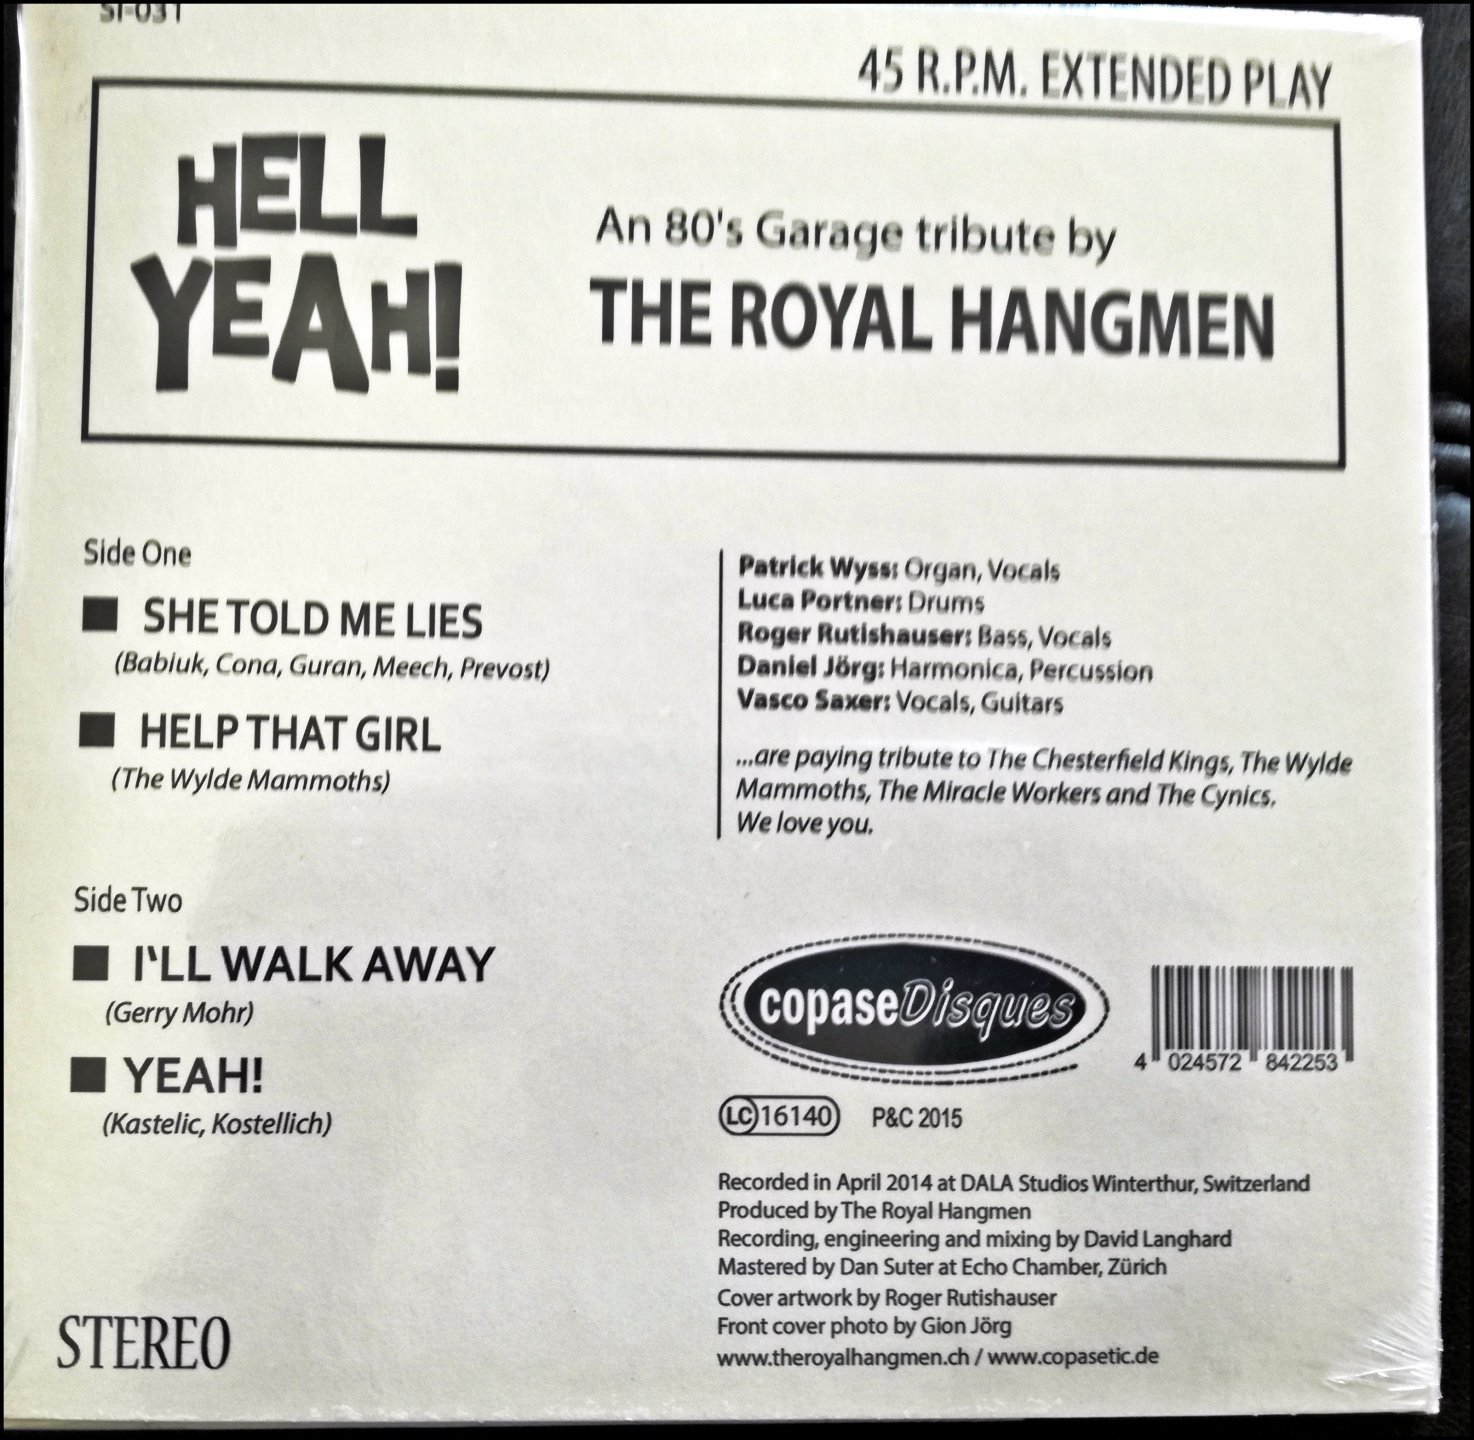 SI-031
45 R.P.M. EXTENDED PLAY
HELL
YEAH!
An 80's Garage tribute by
THE ROYAL HANGMEN
Side One
SHE TOLD ME LIES
(Babiuk, Cona, Guran, Meech, Prevost)
HELP THAT GIRL
(The Wylde Mammoths)
Side Two
I‘LL WALK AWAY
(Gerry Mohr)
YEAH!
(Kastelic, Kostellich)
STEREO
Patrick Wyss: Organ, Vocals
Luca Portner: Drums
Roger Rutishauser: Bass, Vocals
Daniel Jörg: Harmonica, Percussion
Vasco Saxer: Vocals, Guitars
...are paying tribute to The Chesterfield Kings, The Wylde
Mammoths, The Miracle Workers and The Cynics.
We love you.
copaseDisques
4 024572 842253
LC 16140 P&C 2015
Recorded in April 2014 at DALA Studios Winterthur, Switzerland
Produced by The Royal Hangmen
Recording, engineering and mixing by David Langhard
Mastered by Dan Suter at Echo Chamber, Zürich
Cover artwork by Roger Rutishauser
Front cover photo by Gion Jörg
www.theroyalhangmen.ch / www.copasetic.de